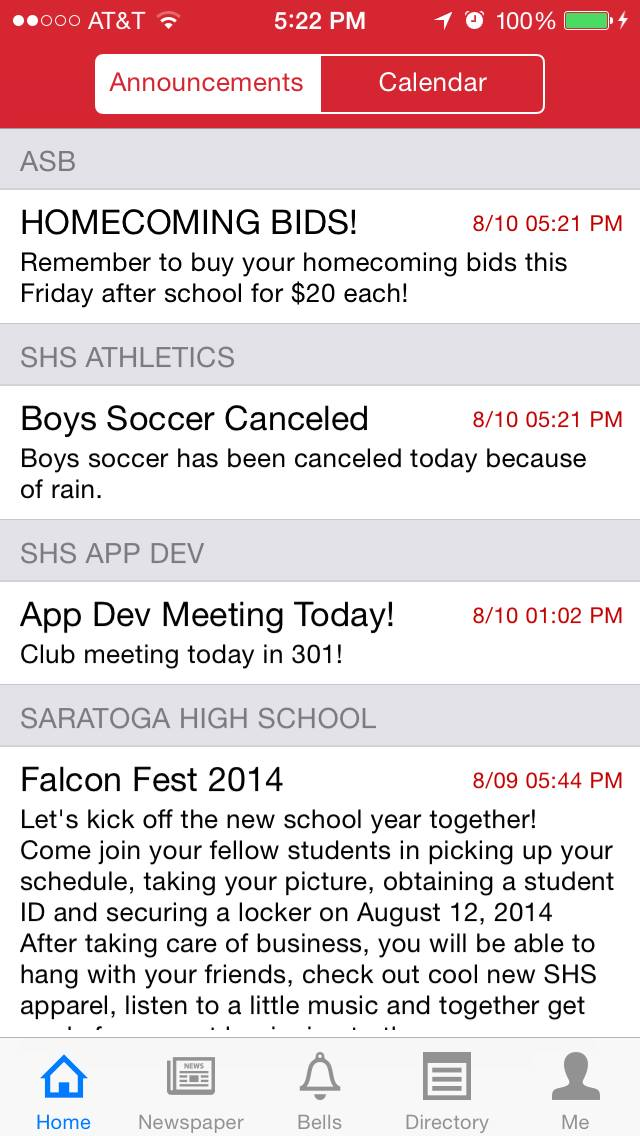 AT&T 5:22 PM 100%
Announcements Calendar
ASB
HOMECOMING BIDS! 8/10 05:21 PM
Remember to buy your homecoming bids this
Friday after school for $20 each!
SHS ATHLETICS
Boys Soccer Canceled 8/10 05:21 PM
Boys soccer has been canceled today because
of rain.
SHS APP DEV
App Dev Meeting Today! 8/10 01:02 PM
Club meeting today in 301!
SARATOGA HIGH SCHOOL
Falcon Fest 2014 8/09 05:44 PM
Let's kick off the new school year together!
Come join your fellow students in picking up your
schedule, taking your picture, obtaining a student
ID and securing a locker on August 12, 2014
After taking care of business, you will be able to
hang with your friends, check out cool new SHS
apparel, listen to a little music and together get
NEWS
Home Newspaper Bells Directory Me